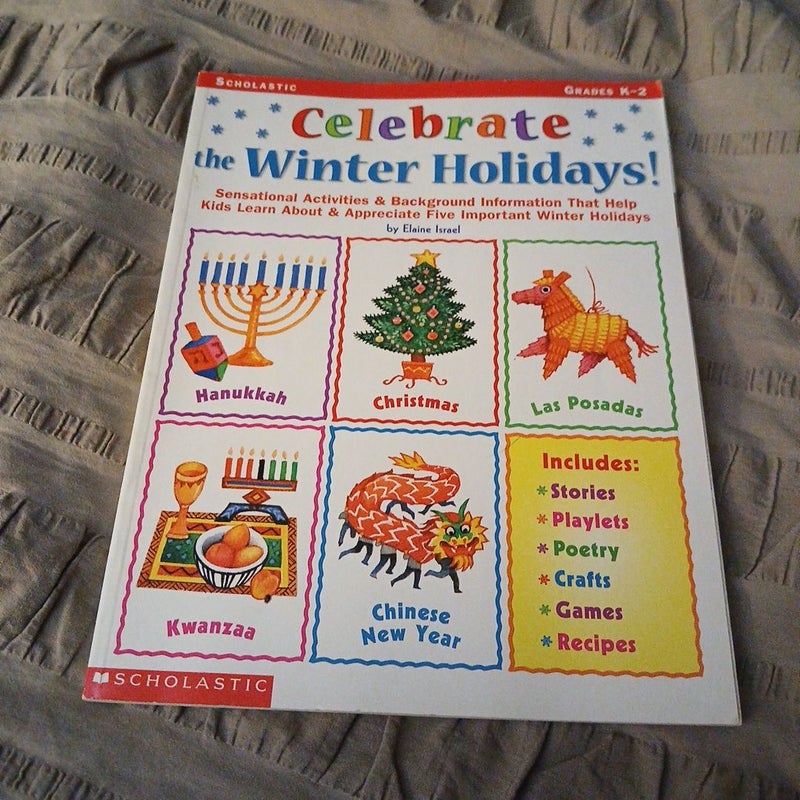 SCHOLASTIC
GRADES K–2
Celebrate
the Winter Holidays!
Sensational Activities & Background Information That Help
Kids Learn About & Appreciate Five Important Winter Holidays
by Elaine Israel
Hanukkah
Christmas
Las Posadas
Kwanzaa
Chinese
New Year
Includes:
*Stories
*Playlets
*Poetry
*Crafts
*Games
*Recipes
SCHOLASTIC